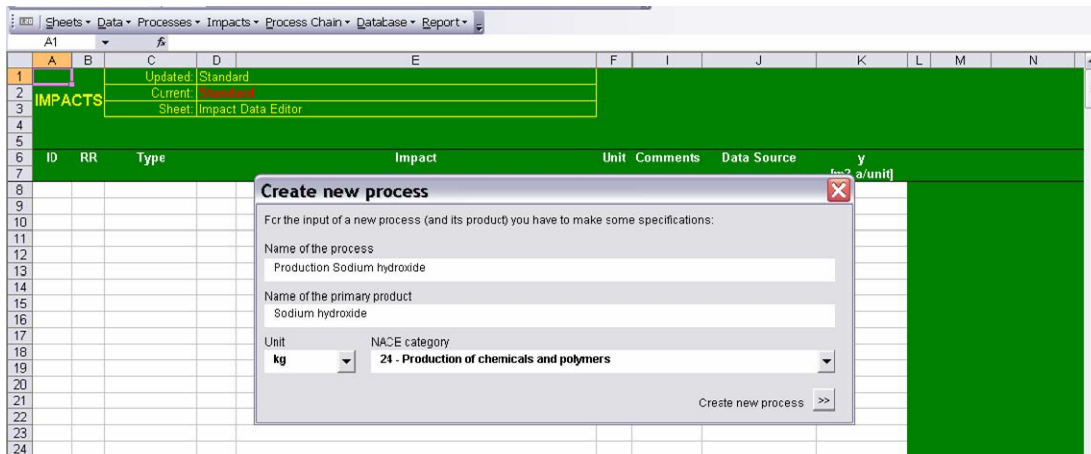 Sheets Data Processes Impacts Process Chain Database Report
A1 fx
A B C D E F I J K L M N
1 Updated: Standard
2 IMPACTS Current: Standard
3 Sheet: Impact Data Editor
4
5
6 ID RR Type Impact Unit Comments Data Source y
7 [m2 a/unit]
8 Create new process
9
10 For the input of a new process (and its product) you have to make some specifications:
11
12 Name of the process
13 Production Sodium hydroxide
14
15 Name of the primary product
16 Sodium hydroxide
17
18 Unit NACE category
19 kg 24 - Production of chemicals and polymers
20
21 Create new process >>
22
23
24